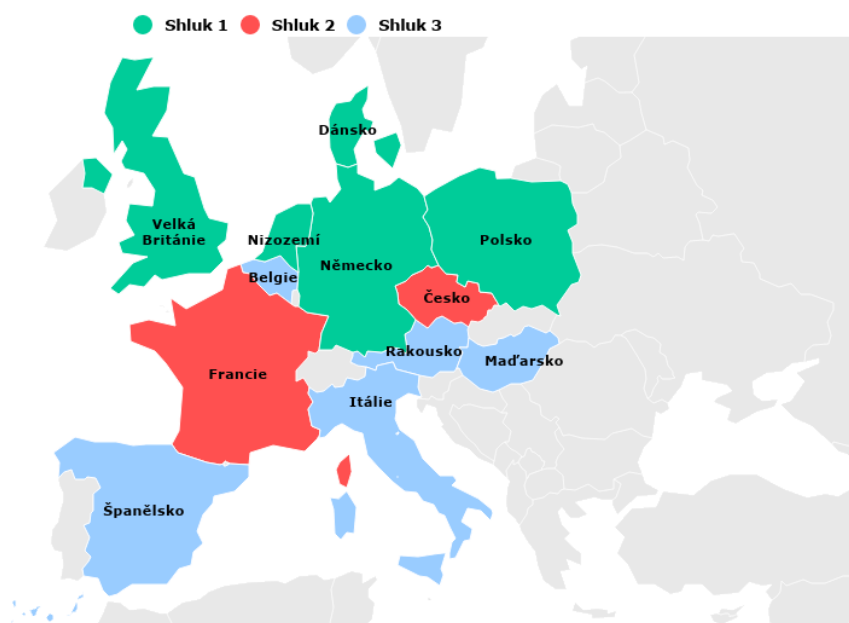 Shluk 1 Shluk 2 Shluk 3
Dánsko
Velká
Británie
Nizozemí
Polsko
Německo
Belgie
Česko
Rakousko
Maďarsko
Francie
Itálie
Španělsko